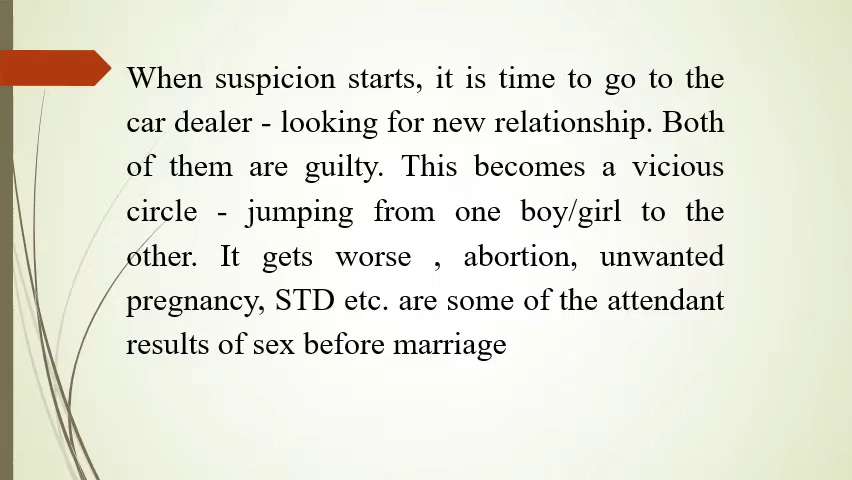 When suspicion starts, it is time to go to the
car dealer - looking for new relationship. Both
of them are guilty. This becomes a vicious
circle - jumping from one boy/girl to the
other. It gets worse , abortion, unwanted
pregnancy, STD etc. are some of the attendant
results of sex before marriage